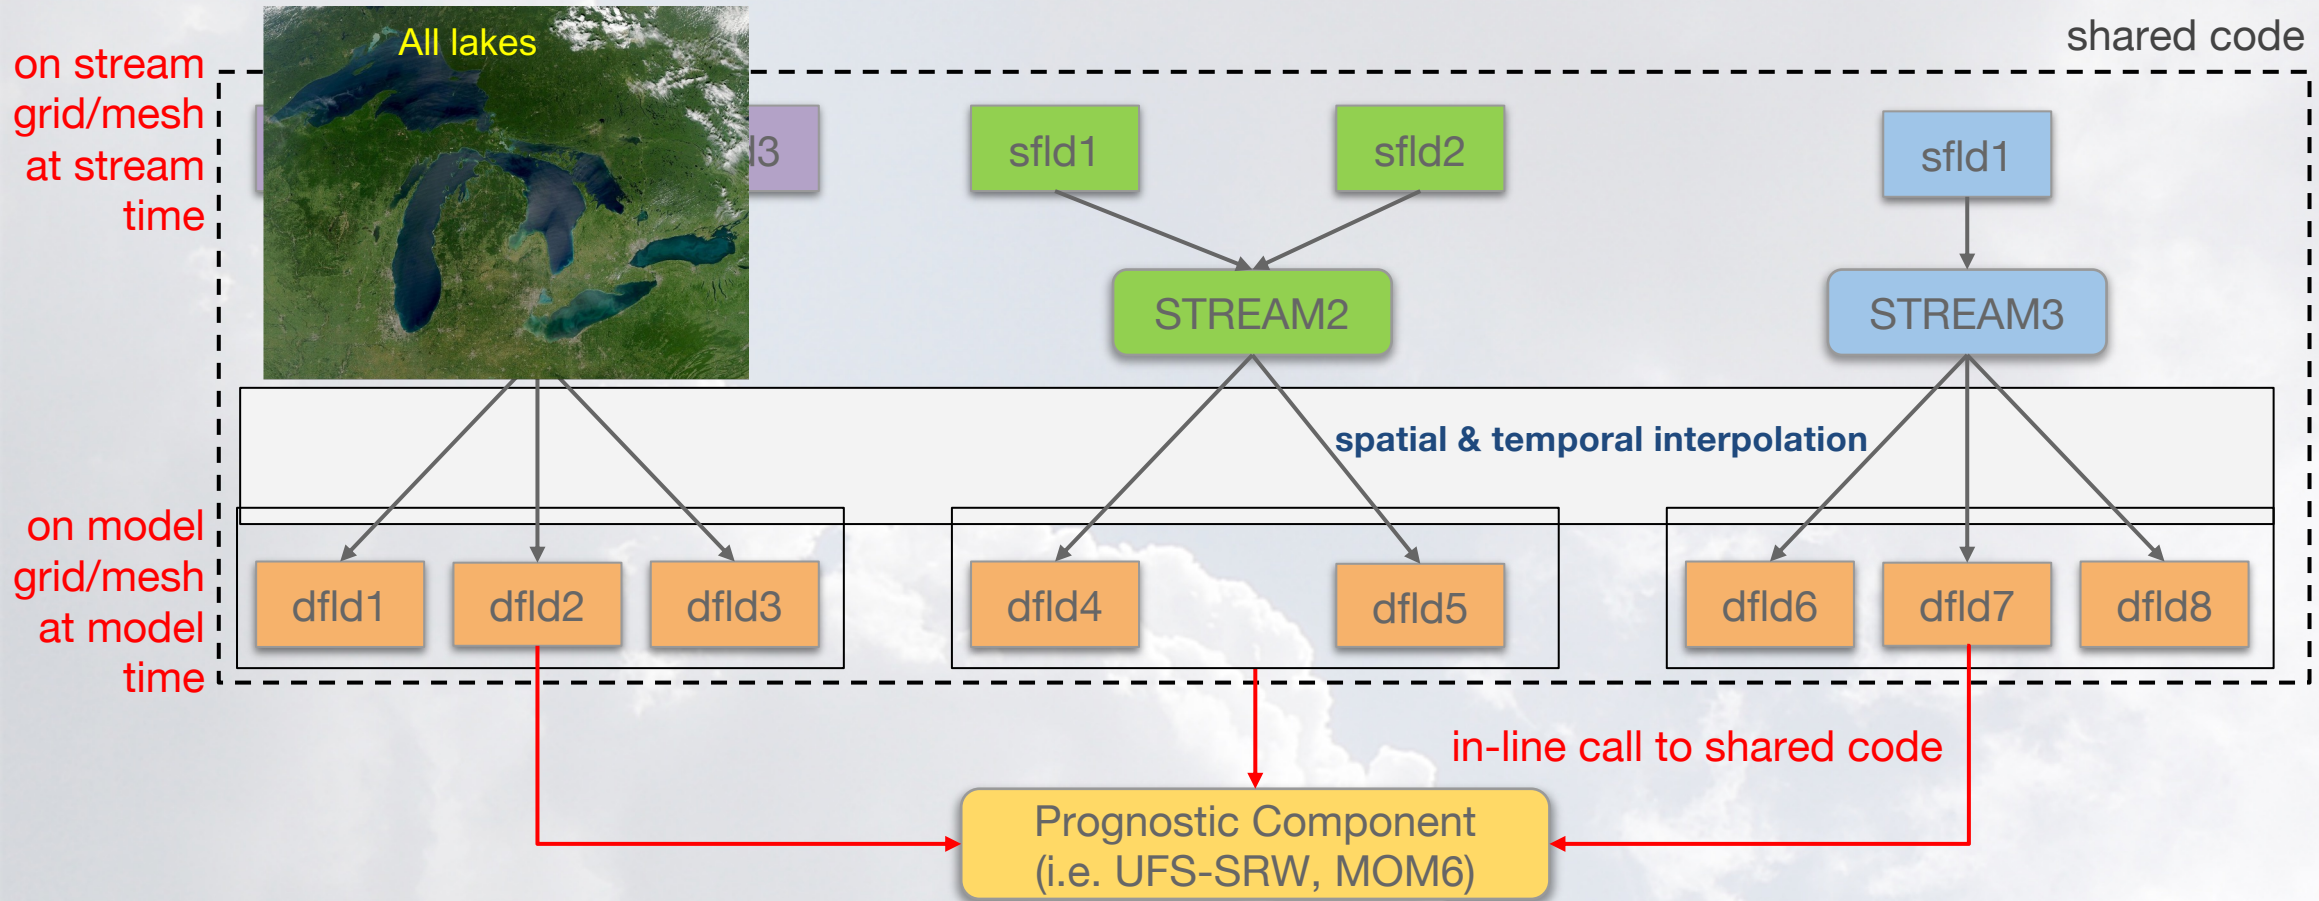 shared code
All lakes
on stream
grid/mesh
at stream
time
sfld1
sfld2
sfld1
STREAM2
STREAM3
spatial & temporal interpolation
on model
grid/mesh
at model
time
dfld1
dfld2
dfld3
dfld4
dfld5
dfld6
dfld7
dfld8
in-line call to shared code
Prognostic Component
(i.e. UFS-SRW, MOM6)